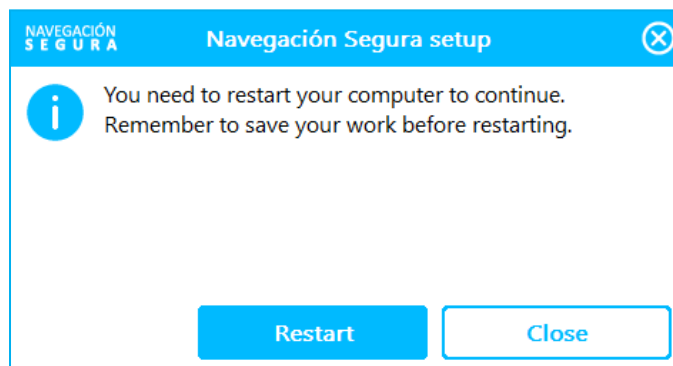 NAVEGACIÓN
SEGURA
Navegación Segura setup
You need to restart your computer to continue.
Remember to save your work before restarting.
Restart
Close